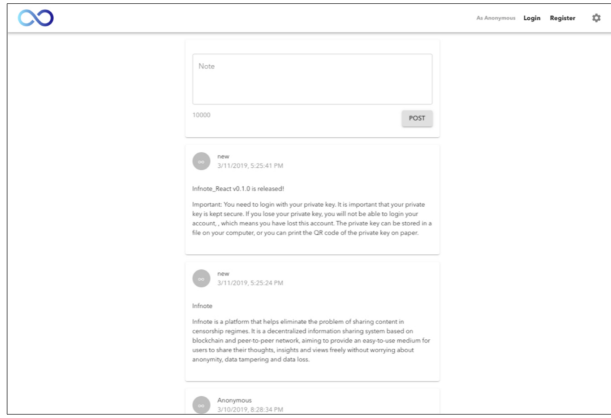 As Anonymous Login Register
Note
10000
POST
new
3/11/2019, 5:25:41 PM
Infnote_React v0.1.0 is released!
Important: You need to login with your private key. It is important that your private
key is kept secure. If you lose your private key, you will not be able to login your
account, , which means you have lost this account. The private key can be stored in a
file on your computer, or you can print the QR code of the private key on paper.
new
3/11/2019, 5:25:24 PM
Infnote
Infnote is a platform that helps eliminate the problem of sharing content in
censorship regimes. It is a decentralized information sharing system based on
blockchain and peer-to-peer network, aiming to provide an easy-to-use medium for
users to share their thoughts, insights and views freely without worrying about
anonymity, data tampering and data loss.
Anonymous
3/10/2019, 8:28:34 PM